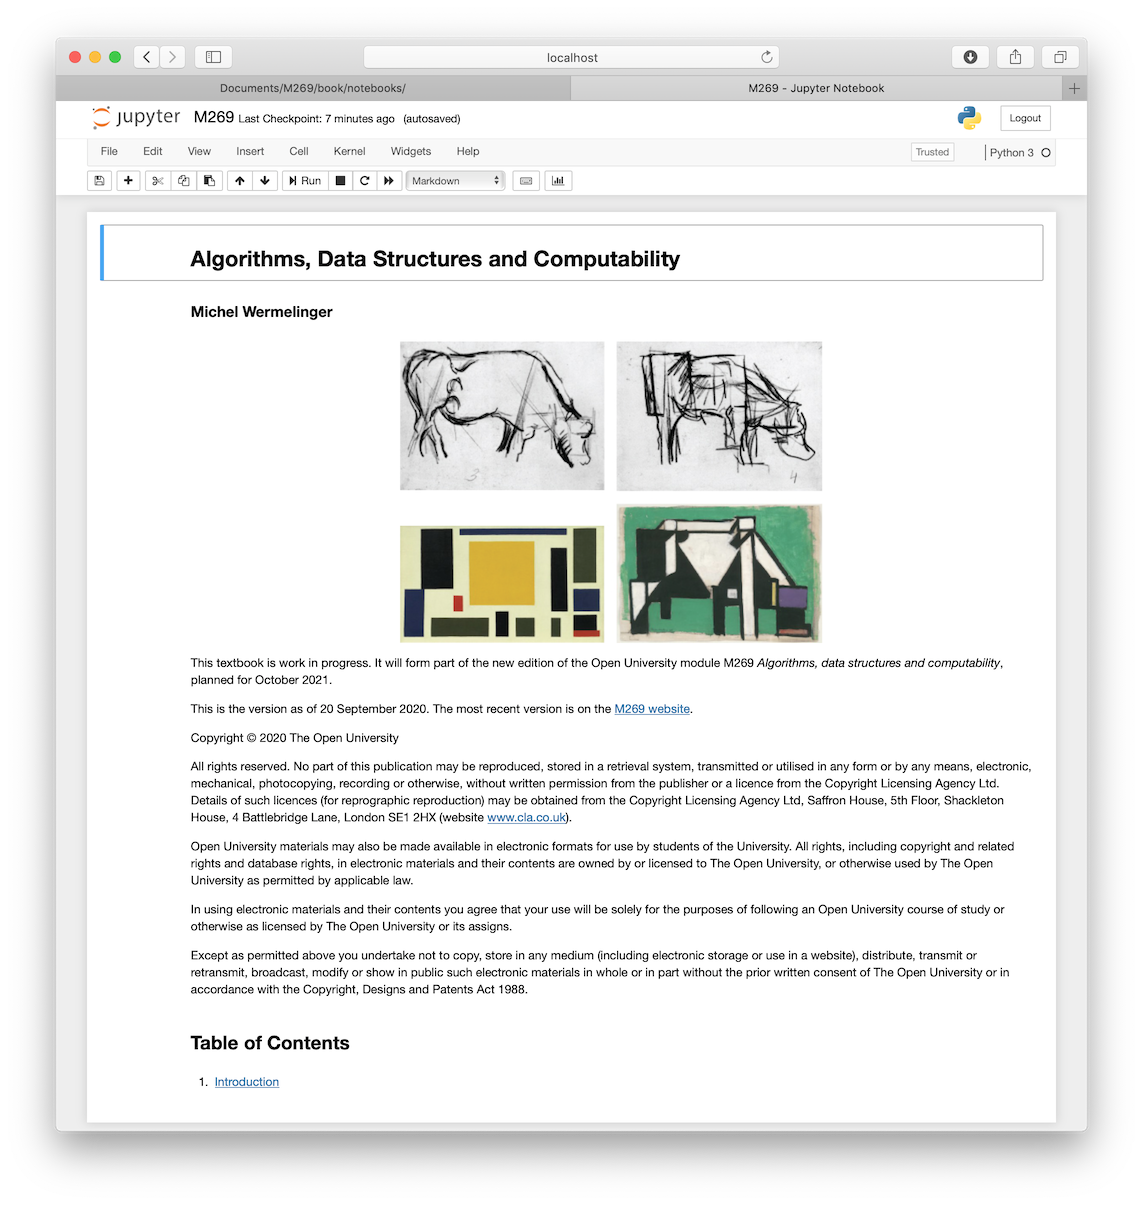 localhost
Documents/M269/book/notebooks/
M269 - Jupyter Notebook
jupyter M269 Last Checkpoint: 7 minutes ago (autosaved)
Logout
File Edit View Insert Cell Kernel Widgets Help
Trusted
Python 3
Run
Markdown
Algorithms, Data Structures and Computability
Michel Wermelinger
3
4
This textbook is work in progress. It will form part of the new edition of the Open University module M269 Algorithms, data structures and computability,
planned for October 2021.
This is the version as of 20 September 2020. The most recent version is on the M269 website.
Copyright © 2020 The Open University
All rights reserved. No part of this publication may be reproduced, stored in a retrieval system, transmitted or utilised in any form or by any means, electronic,
mechanical, photocopying, recording or otherwise, without written permission from the publisher or a licence from the Copyright Licensing Agency Ltd.
Details of such licences (for reprographic reproduction) may be obtained from the Copyright Licensing Agency Ltd, Saffron House, 5th Floor, Shackleton
House, 4 Battlebridge Lane, London SE1 2HX (website www.cla.co.uk).
Open University materials may also be made available in electronic formats for use by students of the University. All rights, including copyright and related
rights and database rights, in electronic materials and their contents are owned by or licensed to The Open University, or otherwise used by The Open
University as permitted by applicable law.
In using electronic materials and their contents you agree that your use will be solely for the purposes of following an Open University course of study or
otherwise as licensed by The Open University or its assigns.
Except as permitted above you undertake not to copy, store in any medium (including electronic storage or use in a website), distribute, transmit or
retransmit, broadcast, modify or show in public such electronic materials in whole or in part without the prior written consent of The Open University or in
accordance with the Copyright, Designs and Patents Act 1988.
Table of Contents
1. Introduction